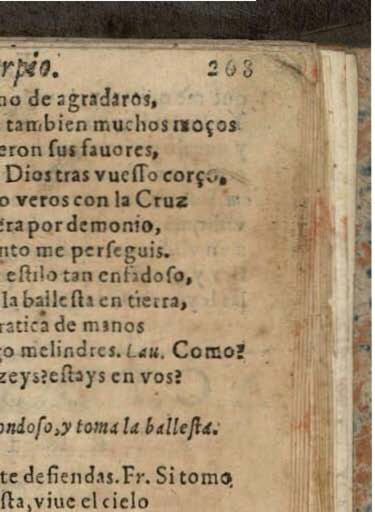 rpio. 203
no de agradaros,
tambien muchos moços
eron ſus fauores,
Dios tras vueſſo corço,
o veros con la Cruz
era por demonio,
nto me perſeguis.
eſtilo tan enfadoſo,
la balleſta en tierra,
ratica de manos
go melindres. Lau. Como?
zeys?eſtays en vos?
ondoſo,y toma la balleſta.
te defiendas. Fr. Si tomo
ſta, viue el cielo